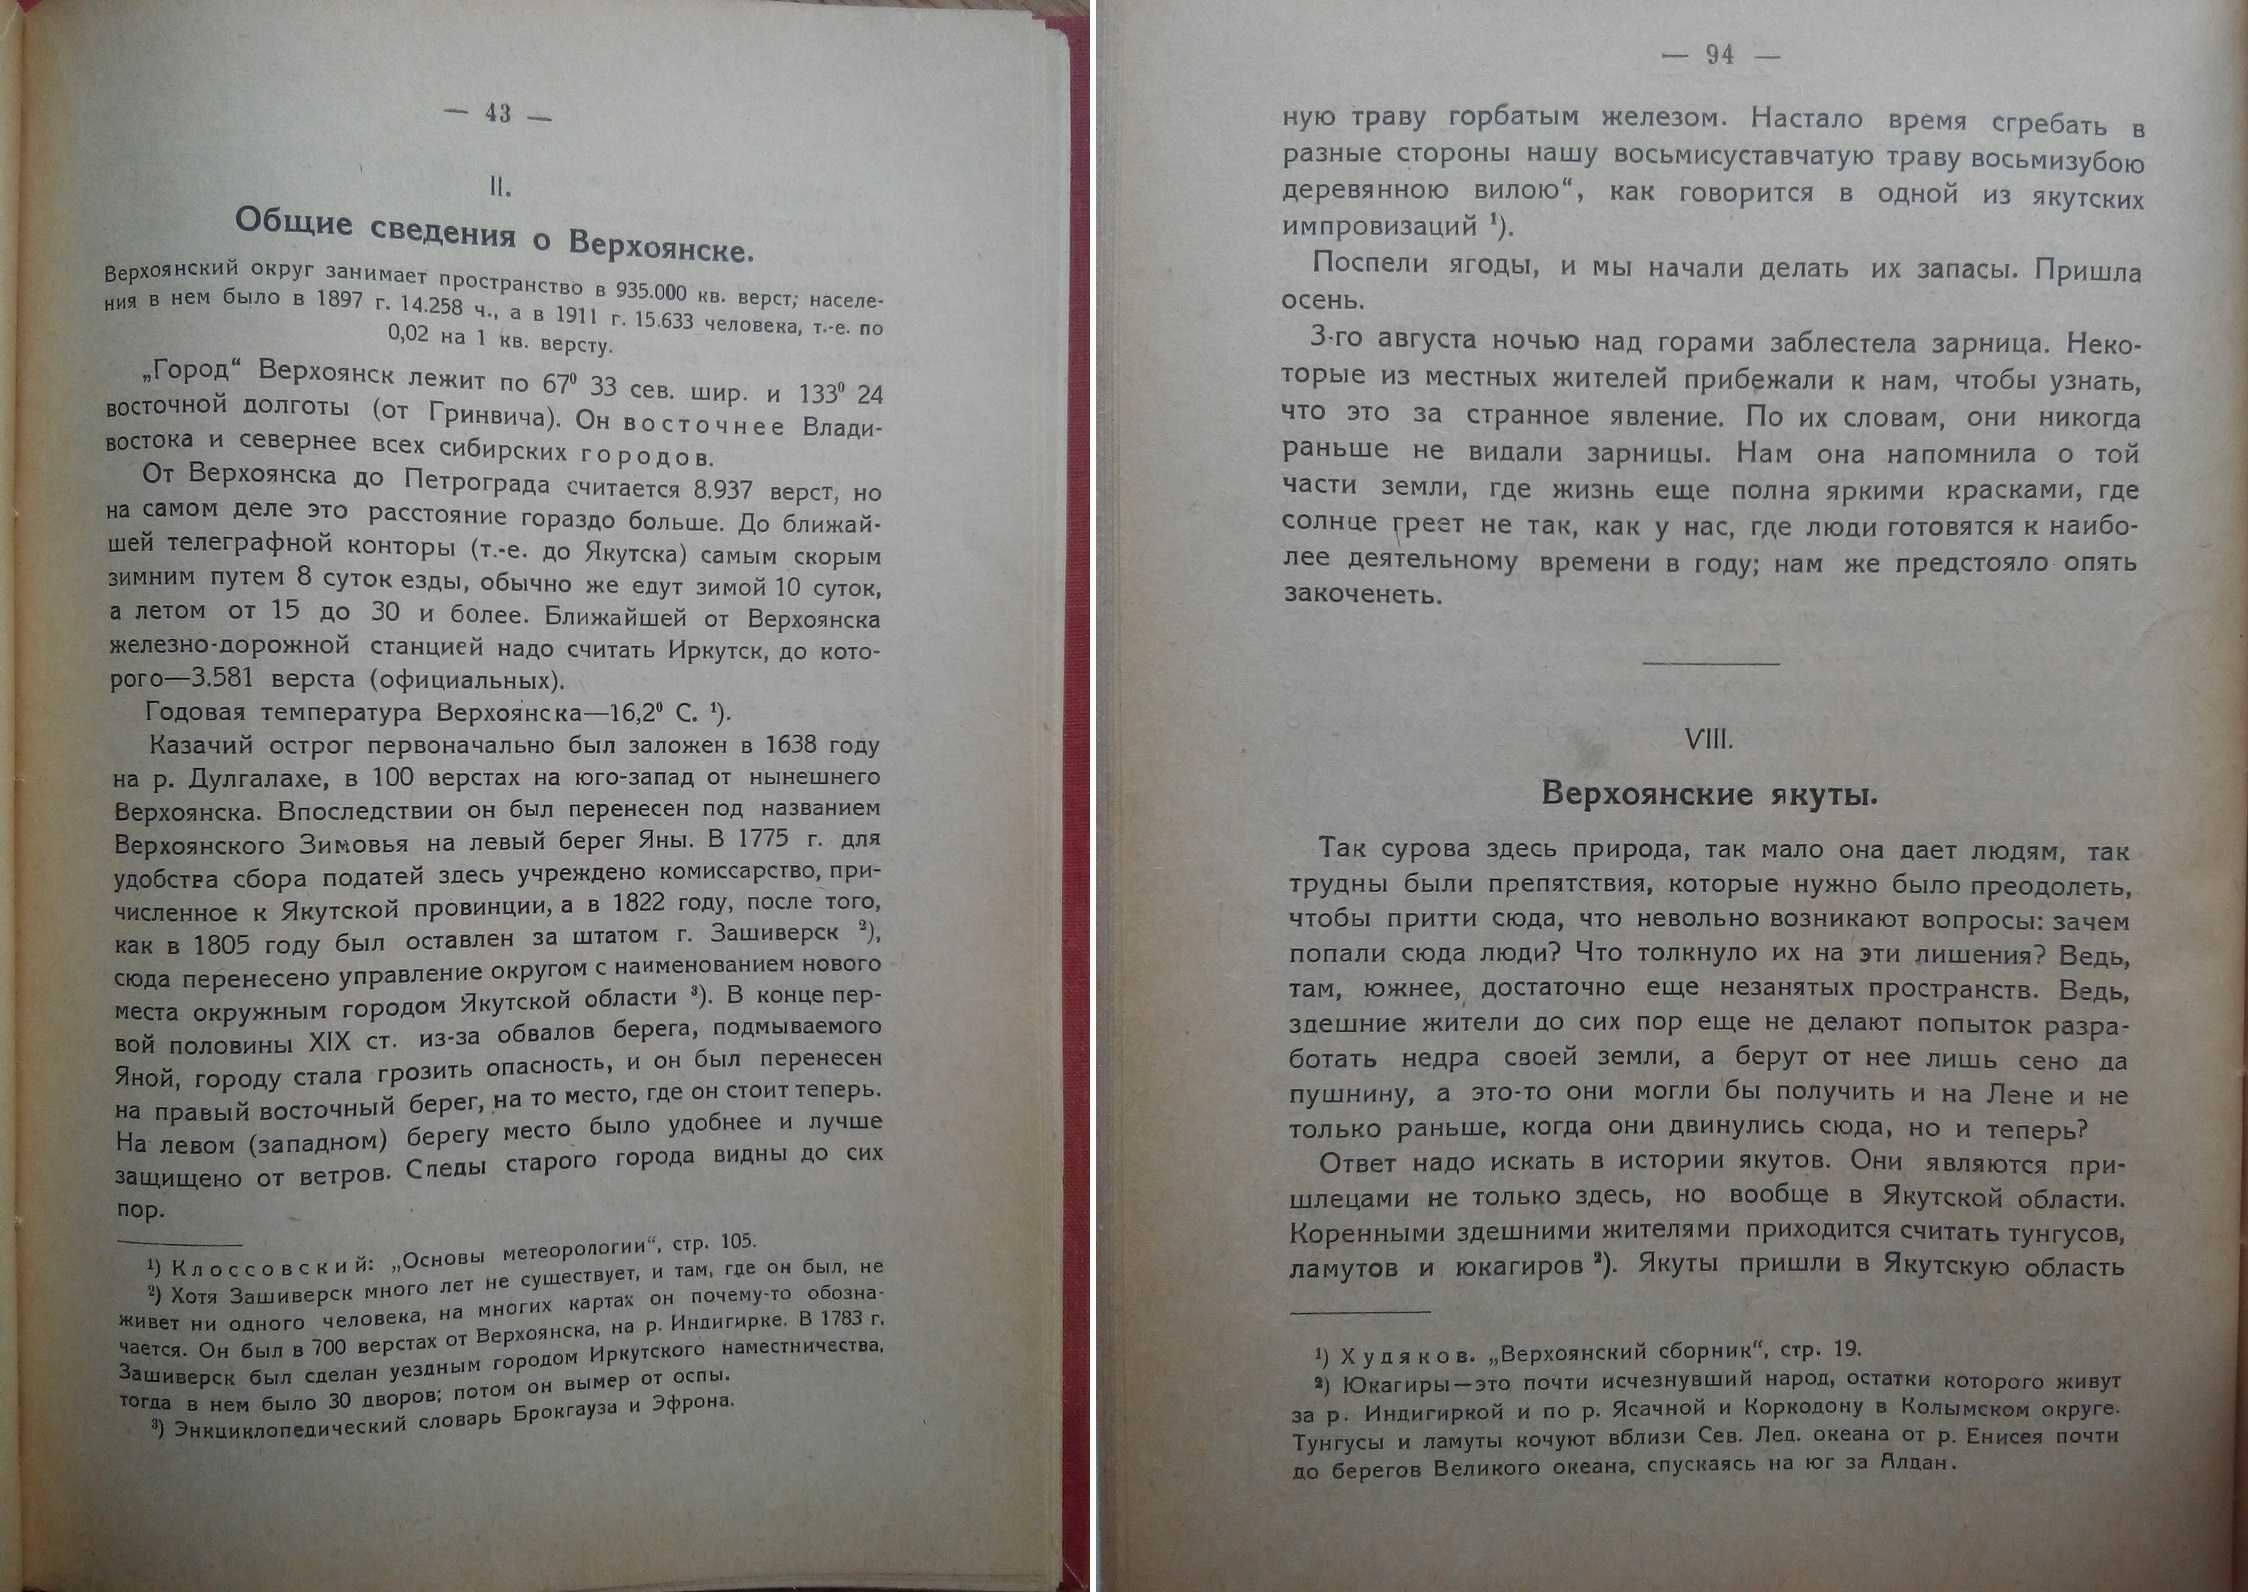 — 43 —
II.
Общие сведения о Верхоянске.
Верхоянский округ занимает пространство в 935.000 кв. верст; населе-
ния в нем было в 1897 г. 14.258 ч., а в 1911 г. 15.633 человека, т.-е. по
0,02 на 1 кв. версту.
„Город“ Верхоянск лежит по 67⁰ 33 сев. шир. и 133⁰ 24
восточной долготы (от Гринвича). Он восточнее Влади-
востока и севернее всех сибирских городов.
От Верхоянска до Петрограда считается 8.937 верст, но
на самом деле это расстояние гораздо больше. До ближай-
шей телеграфной конторы (т.-е. до Якутска) самым скорым
зимним путем 8 суток езды, обычно же едут зимой 10 суток,
а летом от 15 до 30 и более. Ближайшей от Верхоянска
железно-дорожной станцией надо считать Иркутск, до кото-
рого—3.581 верста (официальных).
Годовая температура Верхоянска—16,2⁰ С. ¹).
Казачий острог первоначально был заложен в 1638 году
на р. Дулгалахе, в 100 верстах на юго-запад от нынешнего
Верхоянска. Впоследствии он был перенесен под названием
Верхоянского Зимовья на левый берег Яны. В 1775 г. для
удобства сбора податей здесь учреждено комиссарство, при-
численное к Якутской провинции, а в 1822 году, после того,
как в 1805 году был оставлен за штатом г. Зашиверск ²),
сюда перенесено управление округом с наименованием нового
места окружным городом Якутской области ³). В конце пер-
вой половины XIX ст. из-за обвалов берега, подмываемого
Яной, городу стала грозить опасность, и он был перенесен
на правый восточный берег, на то место, где он стоит теперь.
На левом (западном) берегу место было удобнее и лучше
защищено от ветров. Следы старого города видны до сих
пор.
¹) Клоссовский: „Основы метеорологии“, стр. 105.
²) Хотя Зашиверск много лет не существует, и там, где он был, не
живет ни одного человека, на многих картах он почему-то обозна-
чается. Он был в 700 верстах от Верхоянска, на р. Индигирке. В 1783 г.
Зашиверск был сделан уездным городом Иркутского наместничества,
тогда в нем было 30 дворов; потом он вымер от оспы.
³) Энкциклопедический словарь Брокгауза и Эфрона.
— 94 —
ную траву горбатым железом. Настало время сгребать в
разные стороны нашу восьмисуставчатую траву восьмизубою
деревянною вилою“, как говорится в одной из якутских
импровизаций ¹).
Поспели ягоды, и мы начали делать их запасы. Пришла
осень.
3-го августа ночью над горами заблестела зарница. Неко-
торые из местных жителей прибежали к нам, чтобы узнать,
что это за странное явление. По их словам, они никогда
раньше не видали зарницы. Нам она напомнила о той
части земли, где жизнь еще полна яркими красками, где
солнце греет не так, как у нас, где люди готовятся к наибо-
лее деятельному времени в году; нам же предстояло опять
закоченеть.
VIII.
Верхоянские якуты.
Так сурова здесь природа, так мало она дает людям, так
трудны были препятствия, которые нужно было преодолеть,
чтобы притти сюда, что невольно возникают вопросы: зачем
попали сюда люди? Что толкнуло их на эти лишения? Ведь,
там, южнее, достаточно еще незанятых пространств. Ведь,
здешние жители до сих пор еще не делают попыток разра-
ботать недра своей земли, а берут от нее лишь сено да
пушнину, а это-то они могли бы получить и на Лене и не
только раньше, когда они двинулись сюда, но и теперь?
Ответ надо искать в истории якутов. Они являются при-
шлецами не только здесь, но вообще в Якутской области.
Коренными здешними жителями приходится считать тунгусов,
ламутов и юкагиров ²). Якуты пришли в Якутскую область
¹) Худяков. „Верхоянский сборник“, стр. 19.
²) Юкагиры—это почти исчезнувший народ, остатки которого живут
за р. Индигиркой и по р. Ясачной и Коркодону в Колымском округе.
Тунгусы и ламуты кочуют вблизи Сев. Лед. океана от р. Енисея почти
до берегов Великого океана, спускаясь на юг за Алдан.